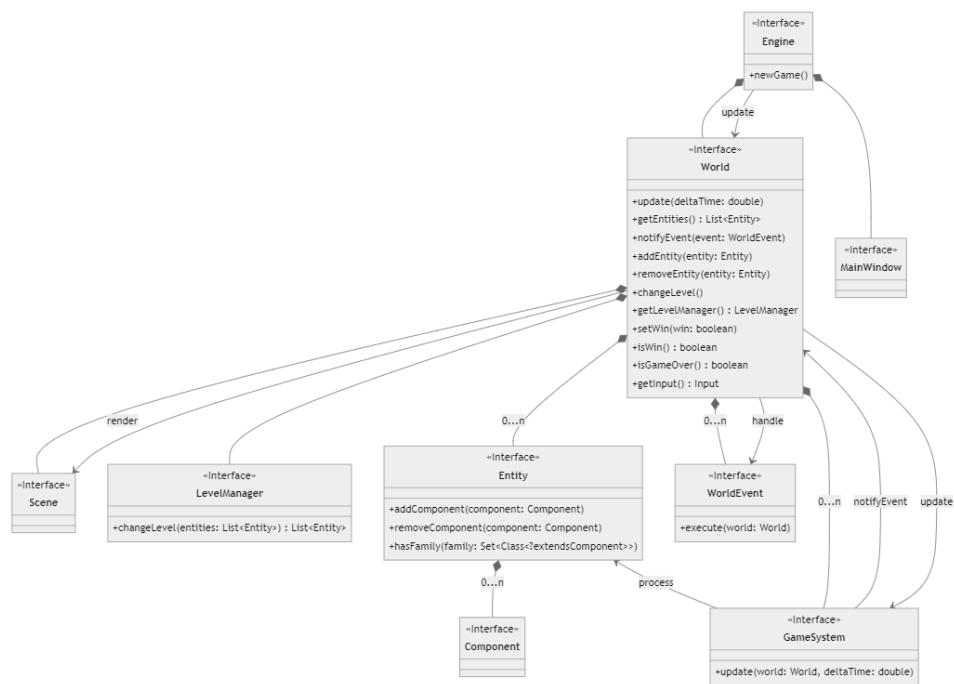 «Interface»
Engine
+newGame()
update
«Interface»
World
+update(deltaTime: double)
+getEntities() : List<Entity>
+notifyEvent(event: WorldEvent)
+addEntity(entity: Entity)
+removeEntity(entity: Entity)
+changeLevel()
+getLevelManager() : LevelManager
+setWin(win: boolean)
+isWin() : boolean
+isGameOver() : boolean
+getInput() : Input
«Interface»
MainWindow
render
0...n
0...n
handle
0...n
notifyEvent
update
«Interface»
Scene
«Interface»
LevelManager
+changeLevel(entities: List<Entity>) : List<Entity>
«Interface»
Entity
+addComponent(component: Component)
+removeComponent(component: Component)
+hasFamily(family: Set<Class<?extendsComponent>>)
«Interface»
WorldEvent
+execute(world: World)
0...n
process
«Interface»
Component
«Interface»
GameSystem
+update(world: World, deltaTime: double)